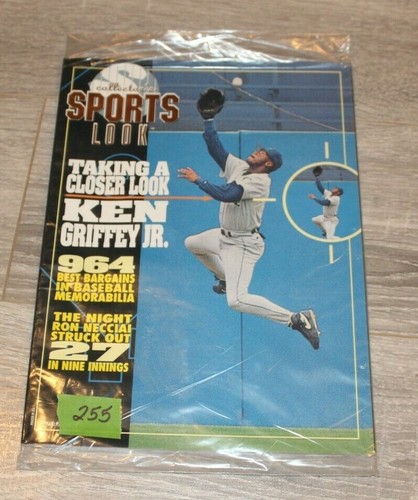 collector's
SPORTS
LOOK
TAKING A
CLOSER LOOK
KEN
GRIFFEY JR.
964
BEST BARGAINS
IN BASEBALL
MEMORABILIA
THE NIGHT
RON NECCIAI
STRUCK OUT
27
IN NINE INNINGS
255